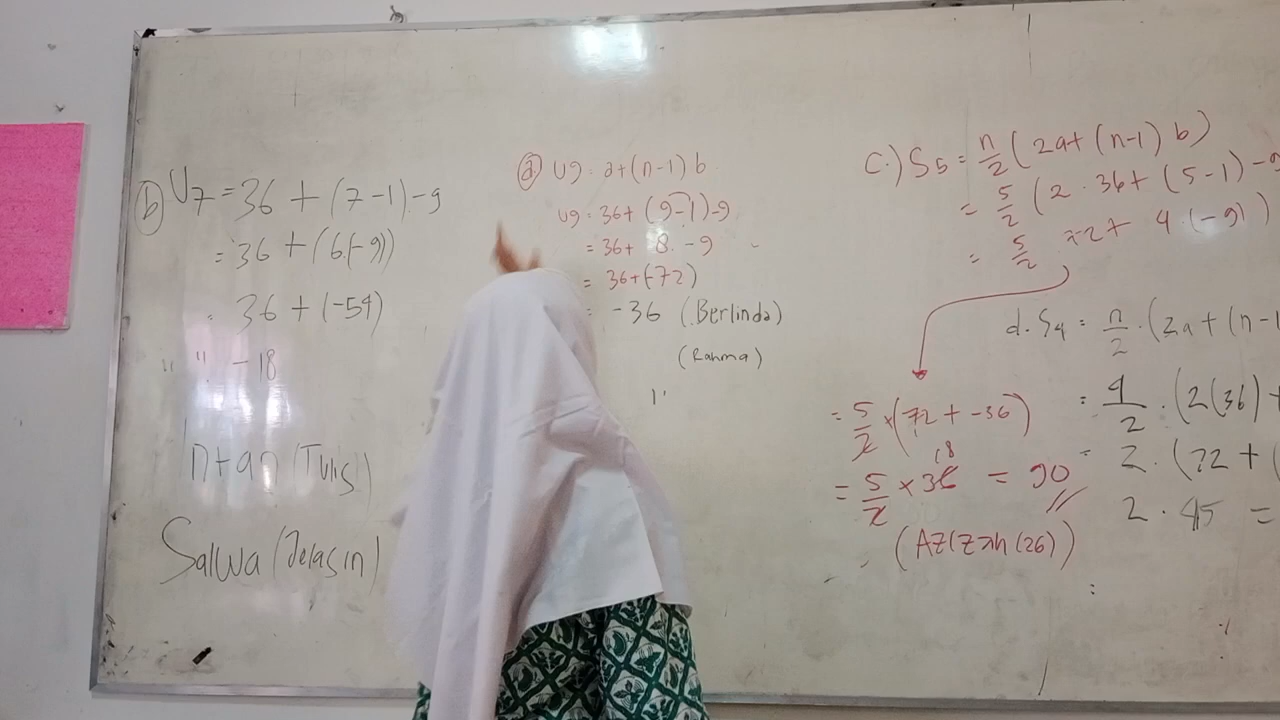 b) U7 = 36 + (7-1)-9
= 36 + (6.(-9))
= 36 + (-54)
= -18
Intan (Tulis)
Salwa (Jelasin)
a) U9 = a+(n-1) b
U9 = 36+ (9-1)-9
= 36+ 8. -9
= 36+(-72)
= -36 (Berlinda)
(Rahma)
C.) S5 = n/2 (2a+(n-1) b)
= 5/2 (2 . 36+ (5-1) -9
= 5/2 72+ 4 (-9))
= 5/2 x (72 + -36)
= 5/2 x 36 18 = 90 //
(AZIZAh (26))
d. S4 = n/2 . (2a+(n-1
= 4/2 . (2(36) +
= 2. (72 + (
2 . 45 =